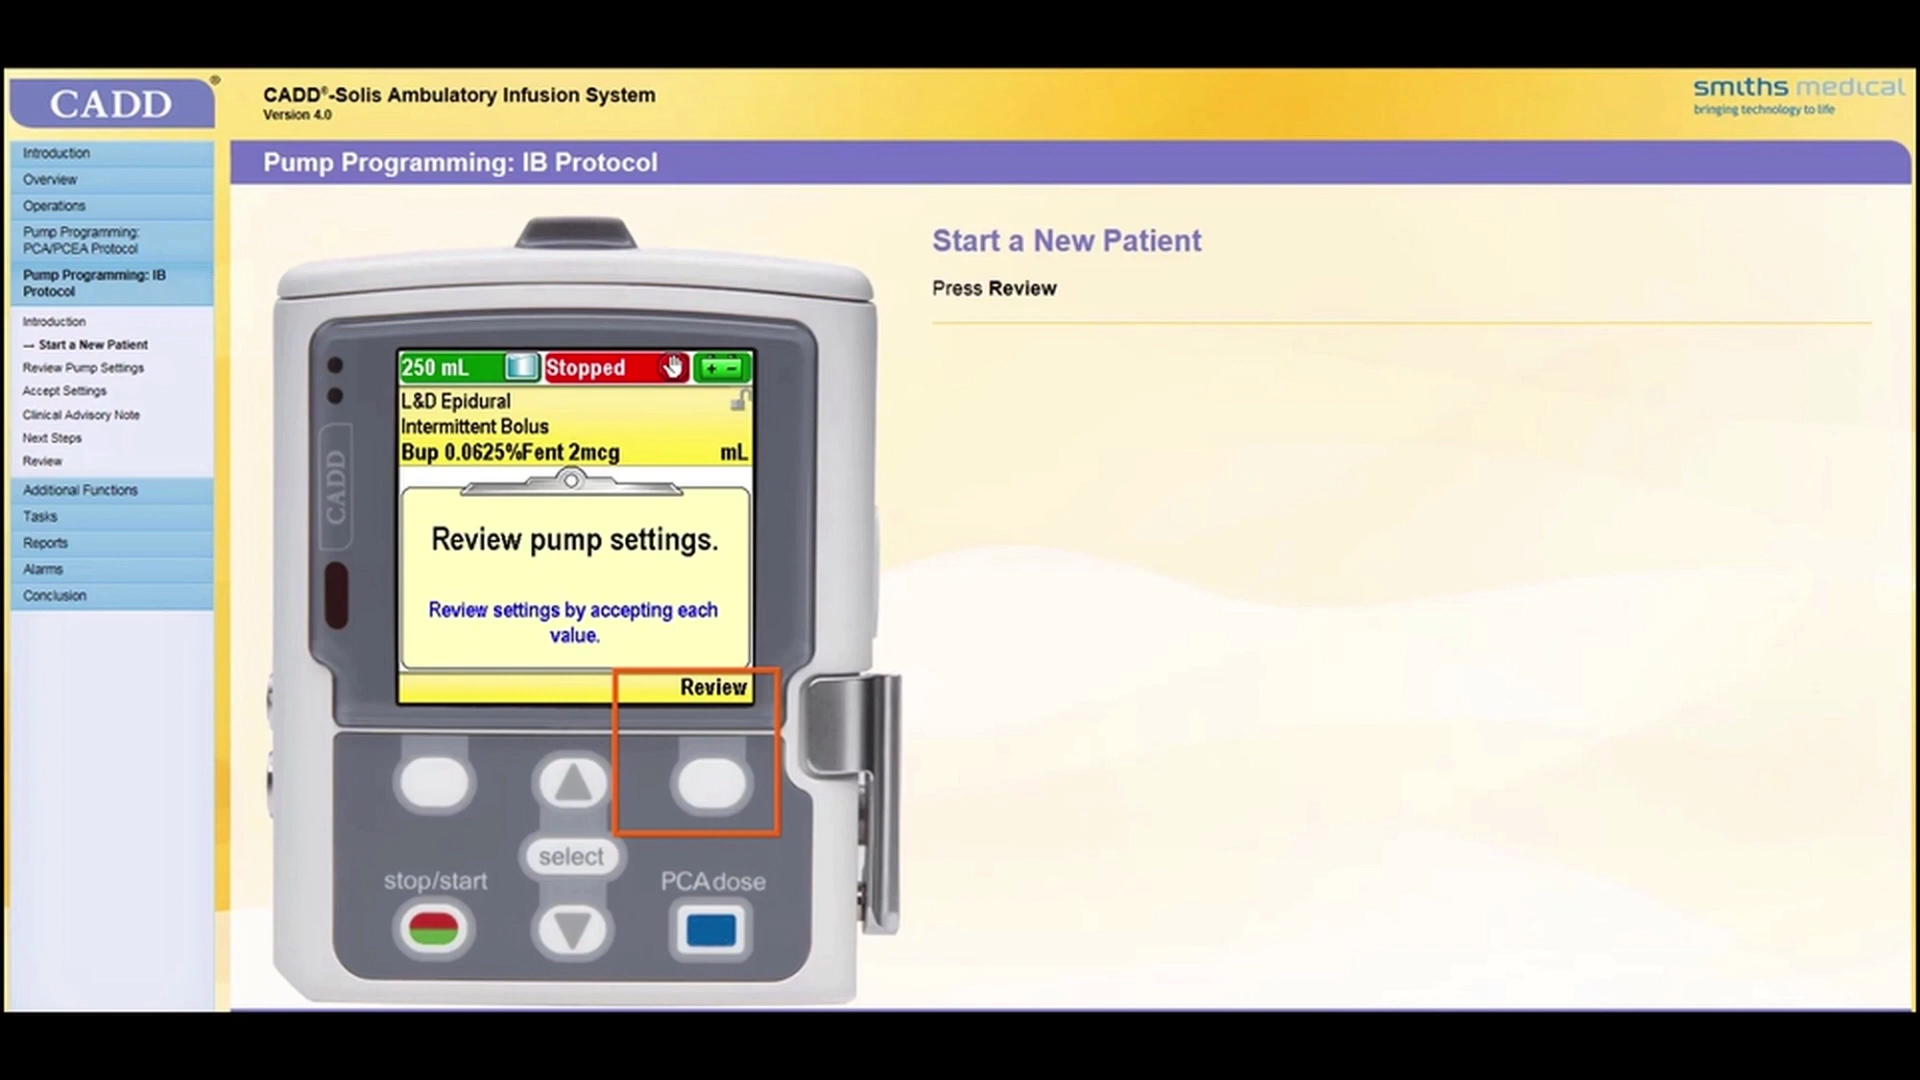 CADD®
CADD®-Solis Ambulatory Infusion System
Version 4.0
smiths medical
bringing technology to life
Introduction
Overview
Operations
Pump Programming:
PCA/PCEA Protocol
Pump Programming: IB
Protocol
Introduction
→ Start a New Patient
Review Pump Settings
Accept Settings
Clinical Advisory Note
Next Steps
Review
Additional Functions
Tasks
Reports
Alarms
Conclusion
Pump Programming: IB Protocol
Start a New Patient
Press Review
250 mL
Stopped
+ -
L&D Epidural
Intermittent Bolus
Bup 0.0625%Fent 2mcg mL
CADD
Review pump settings.
Review settings by accepting each
value.
Review
select
stop/start
PCA dose